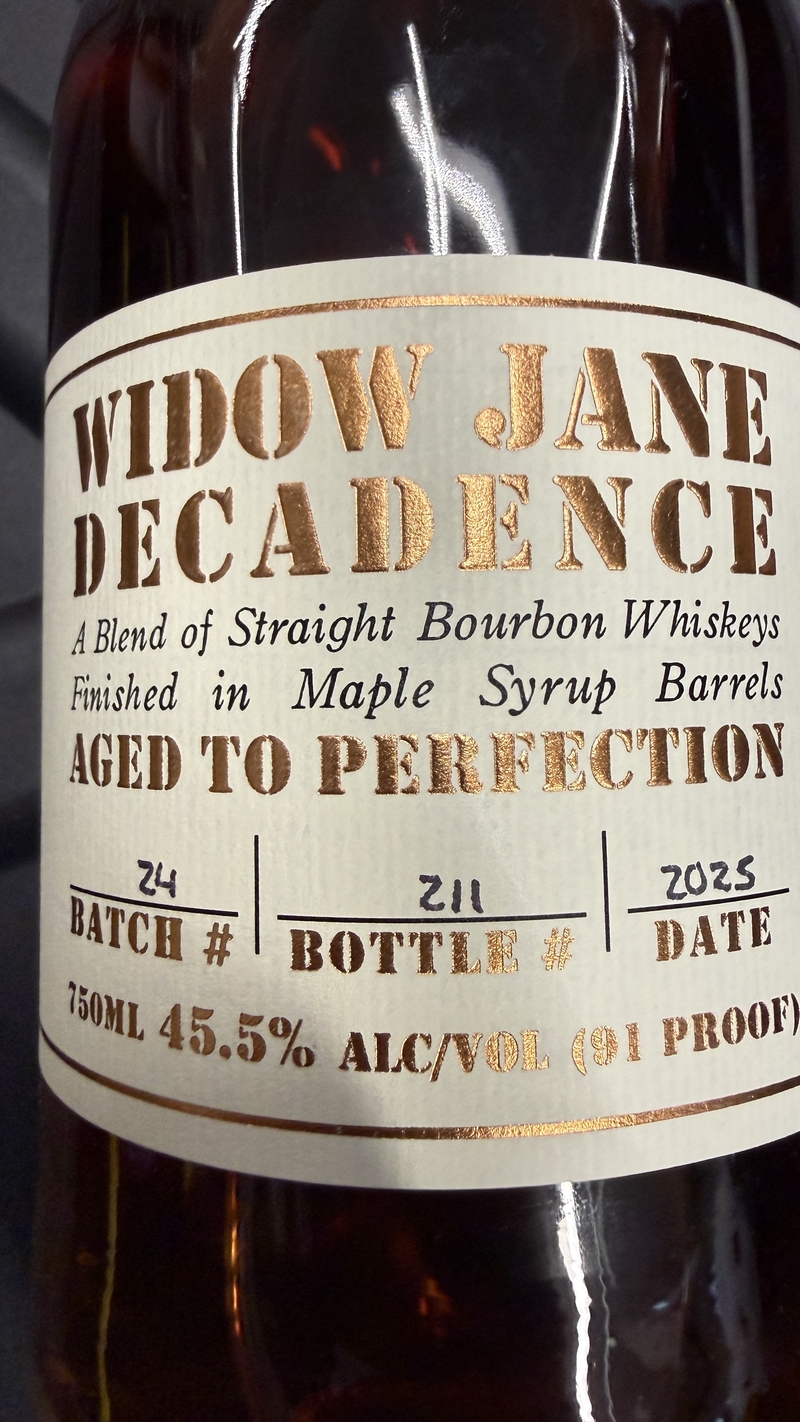 WIDOW JANE
DECADENCE
A Blend of Straight Bourbon Whiskeys
Finished in Maple Syrup Barrels
AGED TO PERFECTION
24 211 2025
BATCH # BOTTLE # DATE
750ML 45.5% ALC/VOL (91 PROOF)